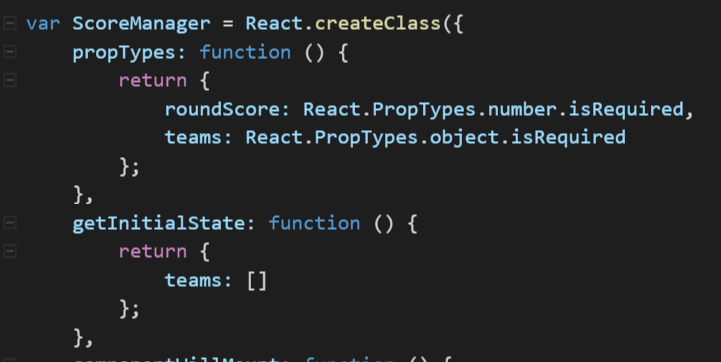 var ScoreManager = React.createClass({
    propTypes: function () {
        return {
            roundScore: React.PropTypes.number.isRequired,
            teams: React.PropTypes.object.isRequired
        };
    },
    getInitialState: function () {
        return {
            teams: []
        };
    },
    componentWillMount: function () {